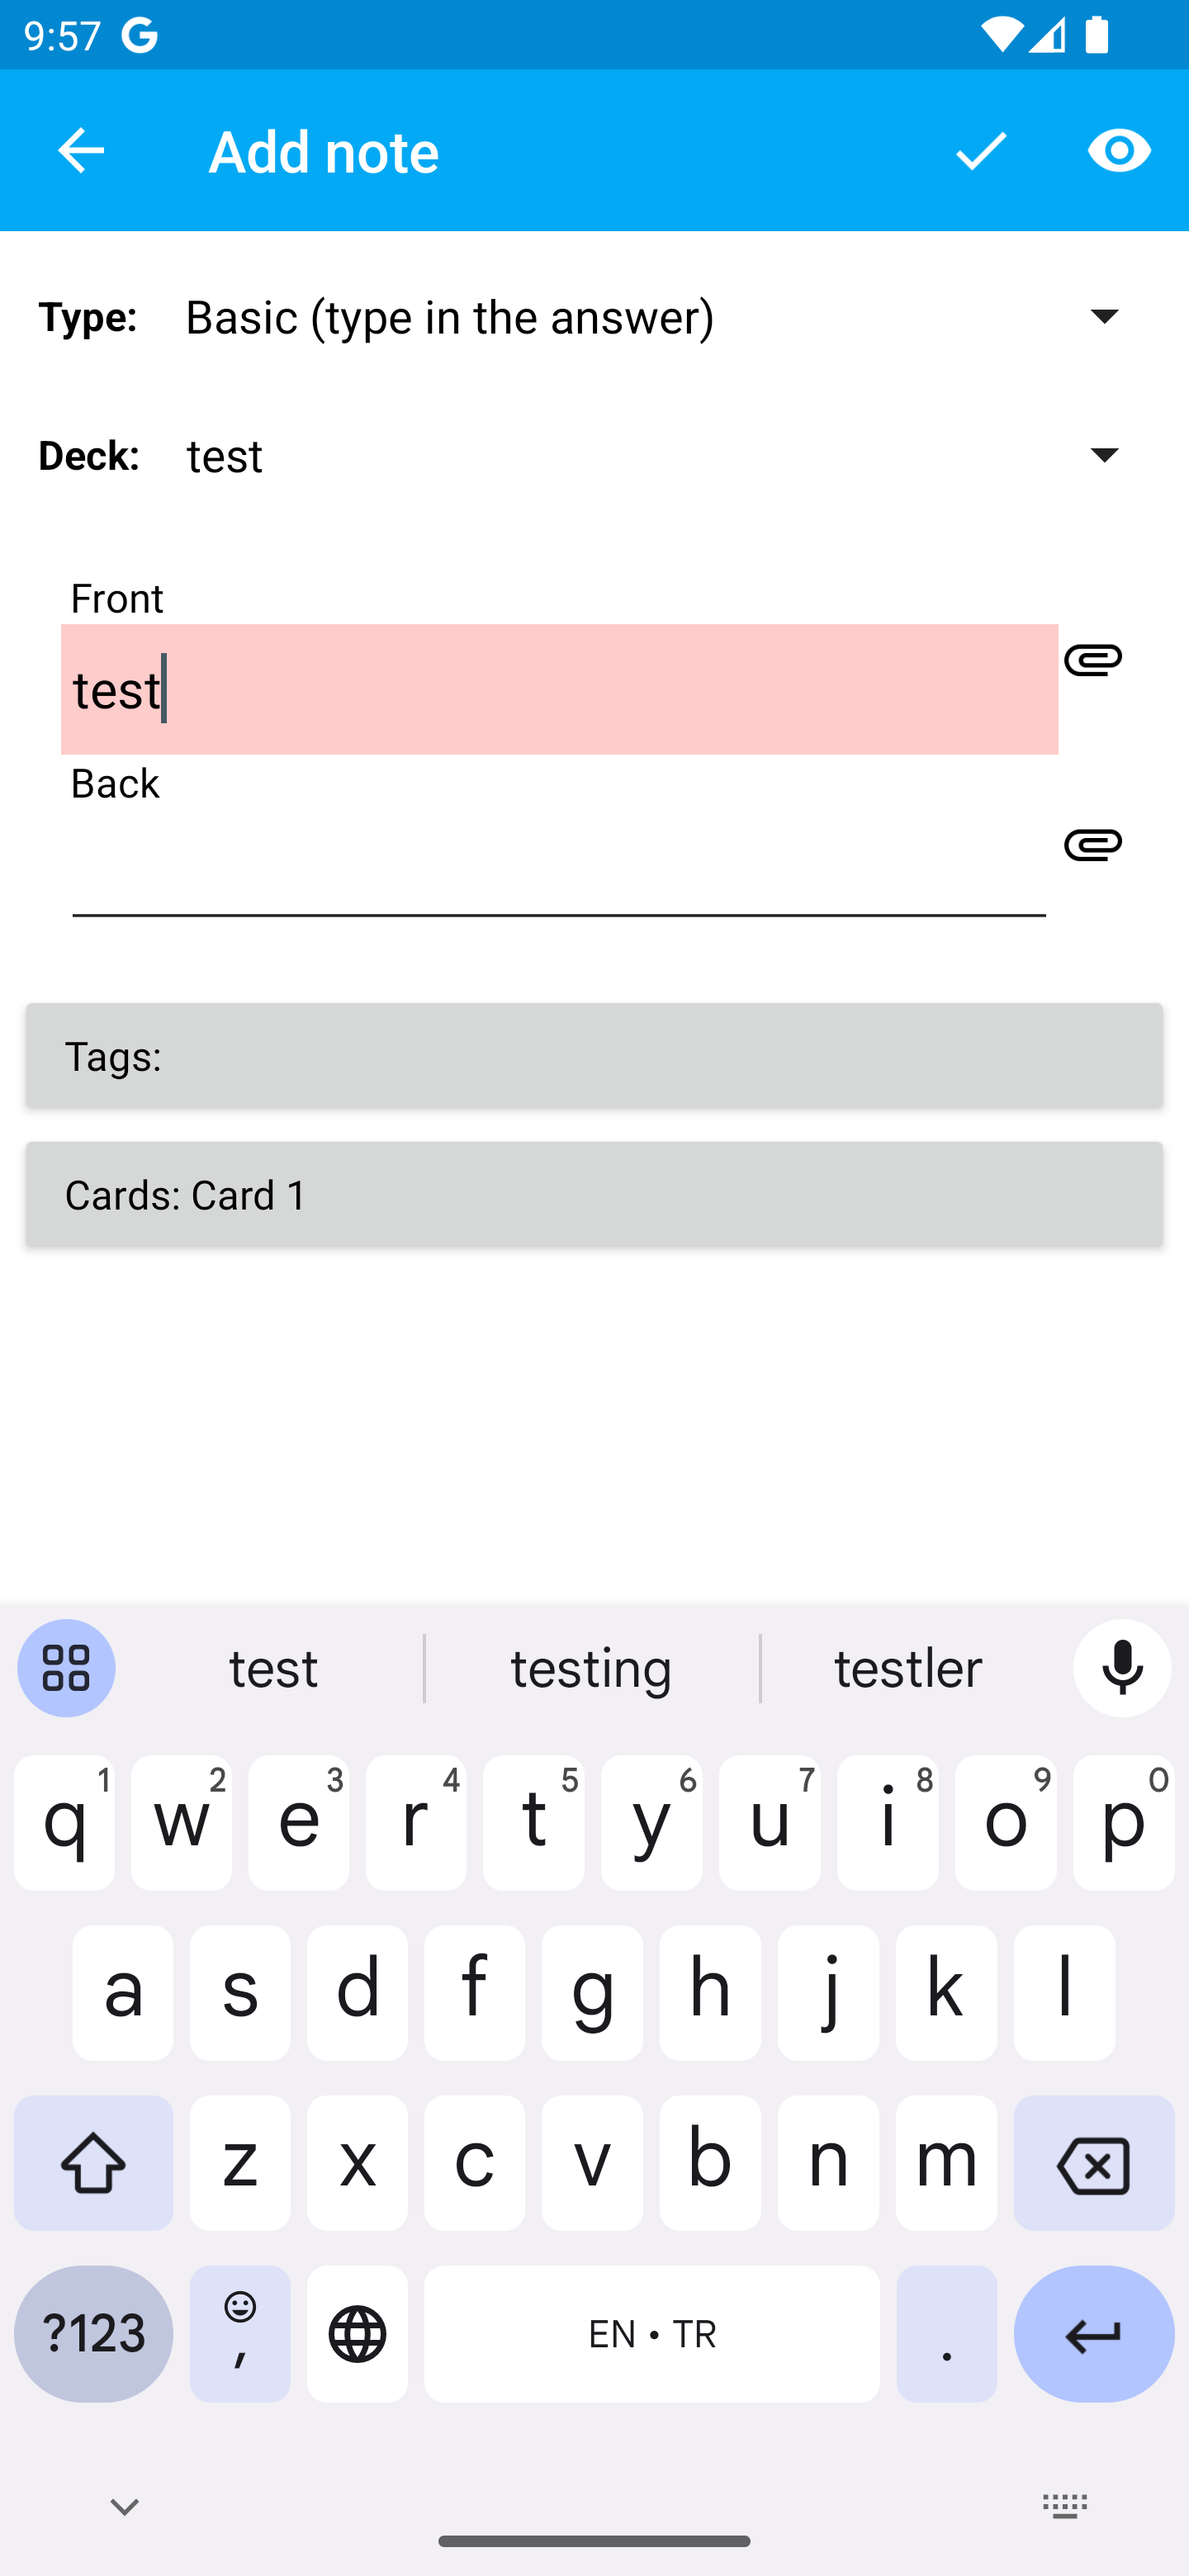 9:57
Add note
Type: Basic (type in the answer)
Deck: test
Front
test
Back
Tags:
Cards: Card 1
test testing testler
q1 w2 e3 r4 t5 y6 u7 i8 o9 p0
a s d f g h j k l
z x c v b n m
?123 , EN • TR .